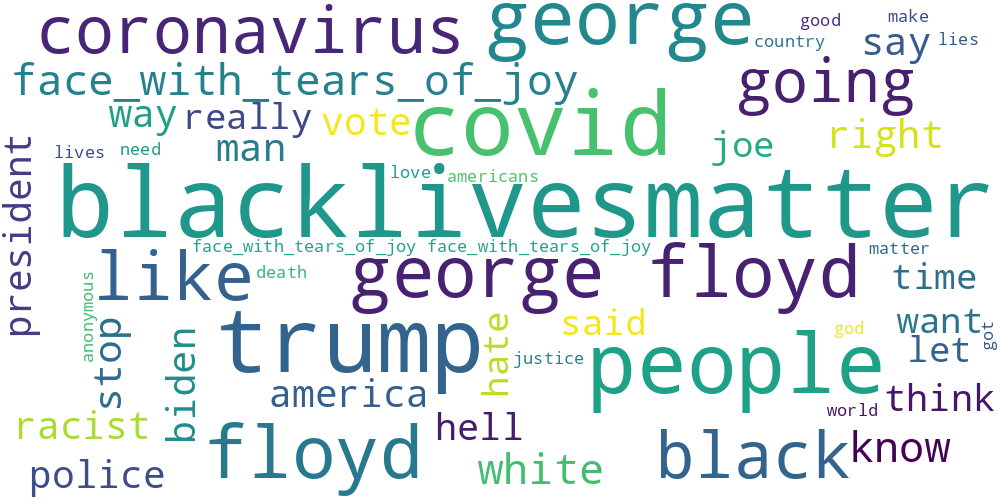 coronavirus
george
good
make
country
say
lies
face_with_tears_of_joy
going
way
really
vote
covid
man
joe
right
lives
need
love
americans
president
blacklivesmatter
face_with_tears_of_joy face_with_tears_of_joy
matter
like
death
george floyd
time
anonymous
stop
trump
hate
said
god
want
got
biden
justice
people
let
america
world
think
racist
hell
floyd
black
know
police
white